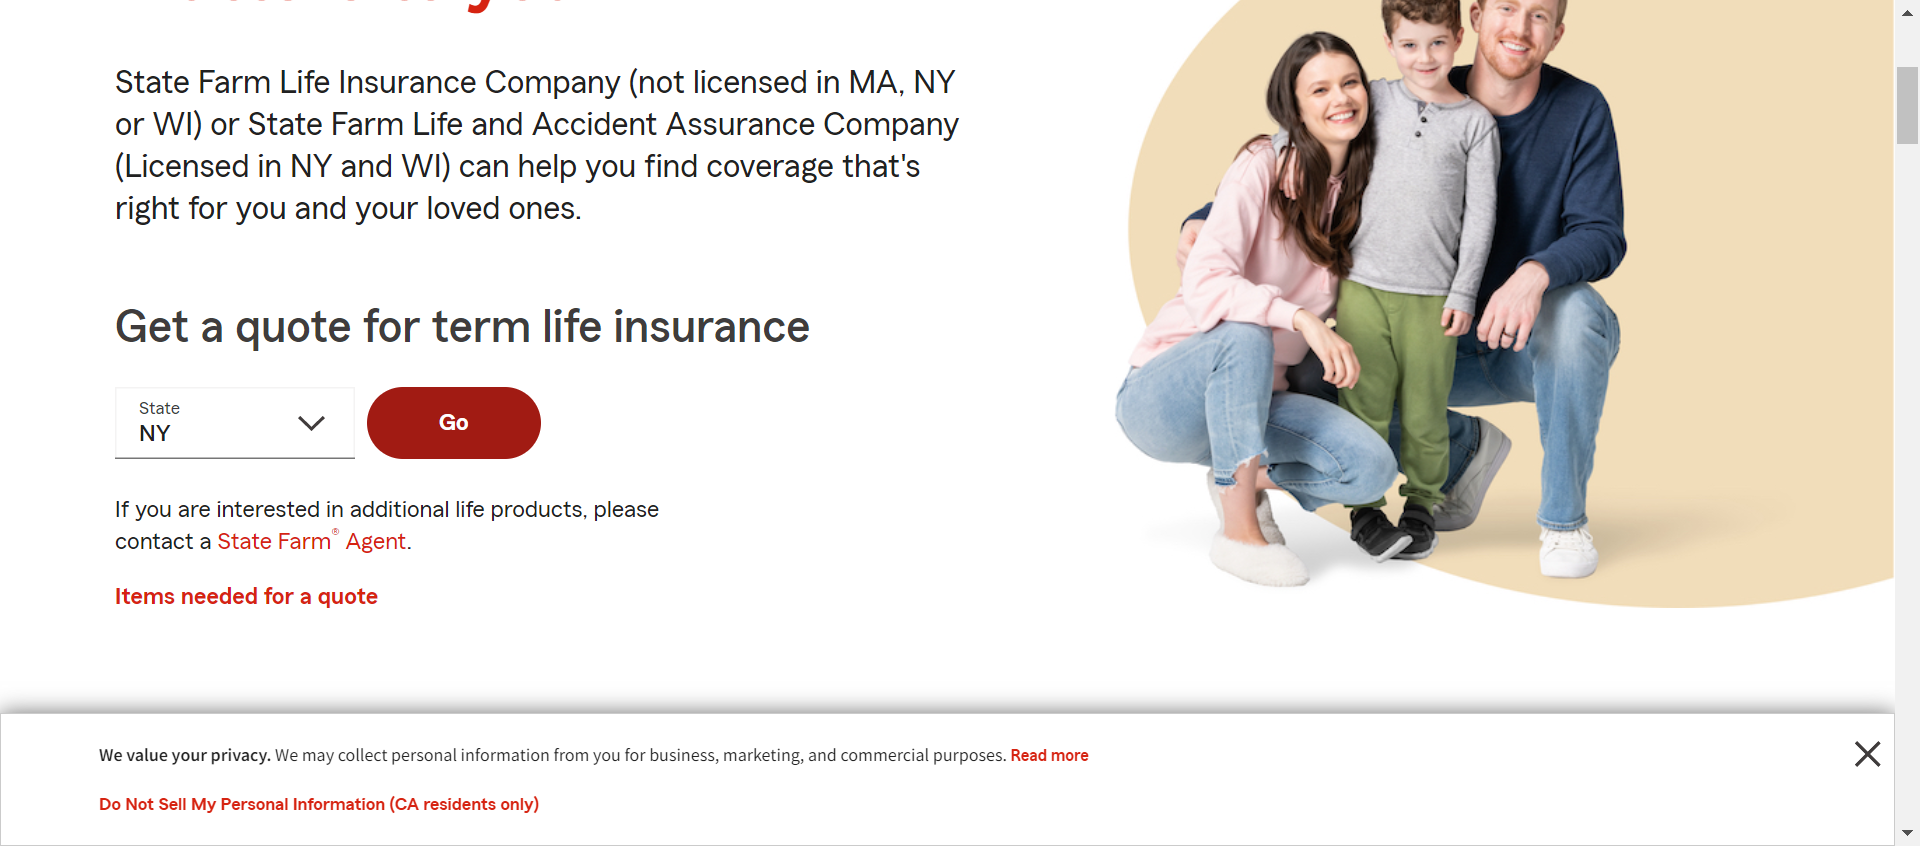 State Farm Life Insurance Company (not licensed in MA, NY
or WI) or State Farm Life and Accident Assurance Company
(Licensed in NY and WI) can help you find coverage that's
right for you and your loved ones.
Get a quote for term life insurance
State
NY
Go
If you are interested in additional life products, please
contact a State Farm® Agent.
Items needed for a quote
We value your privacy. We may collect personal information from you for business, marketing, and commercial purposes. Read more
Do Not Sell My Personal Information (CA residents only)